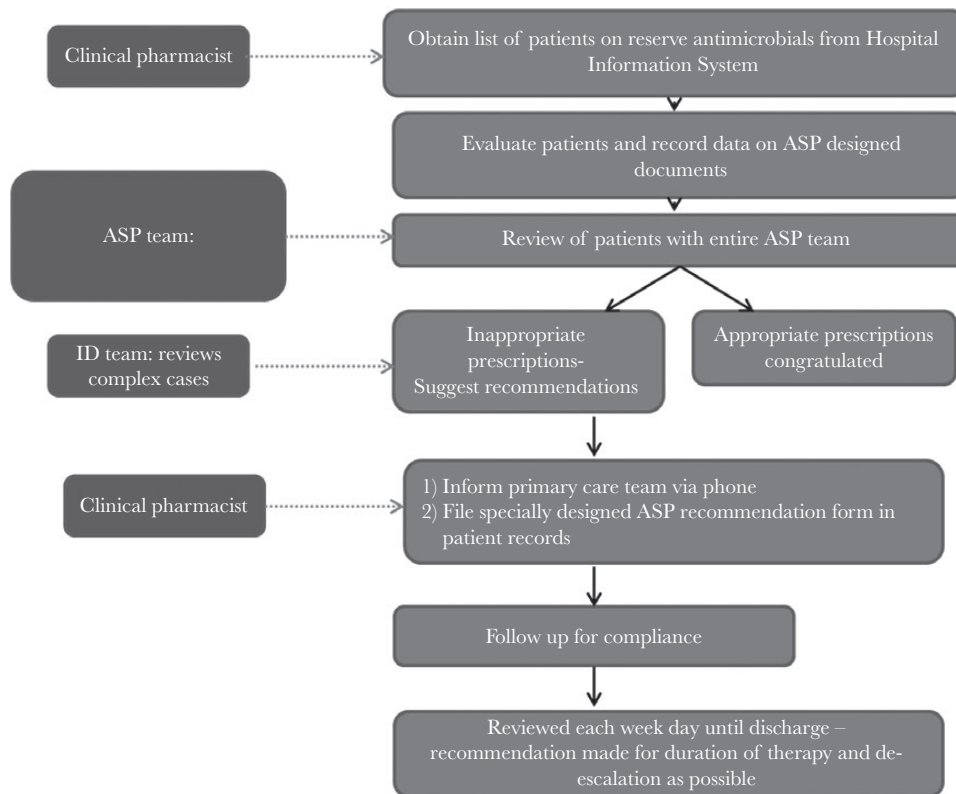 Clinical pharmacist
Obtain list of patients on reserve antimicrobials from Hospital
Information System
Evaluate patients and record data on ASP designed
documents
ASP team:
Review of patients with entire ASP team
ID team: reviews
complex cases
Inappropriate
prescriptions-
Suggest recommendations
Appropriate prescriptions
congratulated
Clinical pharmacist
1) Inform primary care team via phone
2) File specially designed ASP recommendation form in
patient records
Follow up for compliance
Reviewed each week day until discharge –
recommendation made for duration of therapy and de-
escalation as possible